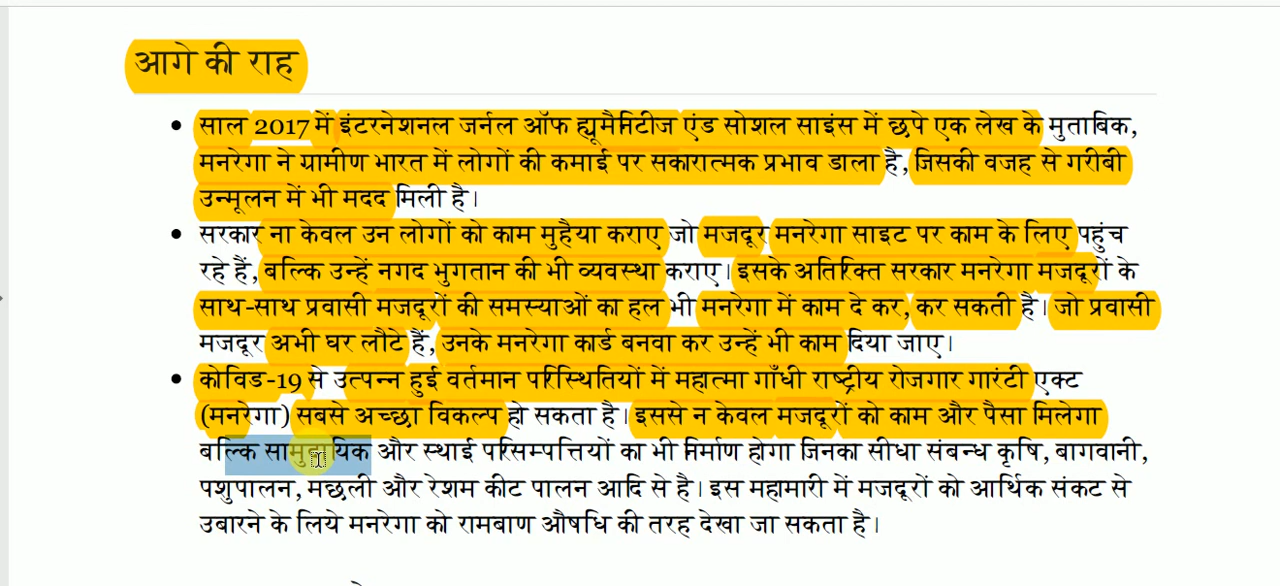 आगे की राह
साल 2017 में इंटरनेशनल जर्नल ऑफ ह्यूमैनिटीज एंड सोशल साइंस में छपे एक लेख के मुताबिक,
मनरेगा ने ग्रामीण भारत में लोगों की कमाई पर सकारात्मक प्रभाव डाला है, जिसकी वजह से गरीबी
उन्मूलन में भी मदद मिली है।
सरकार ना केवल उन लोगों को काम मुहैया कराए जो मजदूर मनरेगा साइट पर काम के लिए पहुंच
रहे हैं, बल्कि उन्हें नगद भुगतान की भी व्यवस्था कराए। इसके अतिरिक्त सरकार मनरेगा मजदूरों के
साथ-साथ प्रवासी मजदूरों की समस्याओं का हल भी मनरेगा में काम दे कर, कर सकती है। जो प्रवासी
मजदूर अभी घर लौटे हैं, उनके मनरेगा कार्ड बनवा कर उन्हें भी काम दिया जाए।
कोविड-19 से उत्पन्न हुई वर्तमान परिस्थितियों में महात्मा गाँधी राष्ट्रीय रोजगार गारंटी एक्ट
(मनरेगा) सबसे अच्छा विकल्प हो सकता है। इससे न केवल मजदूरों को काम और पैसा मिलेगा
बल्कि सामुदायिक और स्थाई परिसम्पत्तियों का भी निर्माण होगा जिनका सीधा संबन्ध कृषि, बागवानी,
पशुपालन, मछली और रेशम कीट पालन आदि से है। इस महामारी में मजदूरों को आर्थिक संकट से
उबारने के लिये मनरेगा को रामबाण औषधि की तरह देखा जा सकता है।